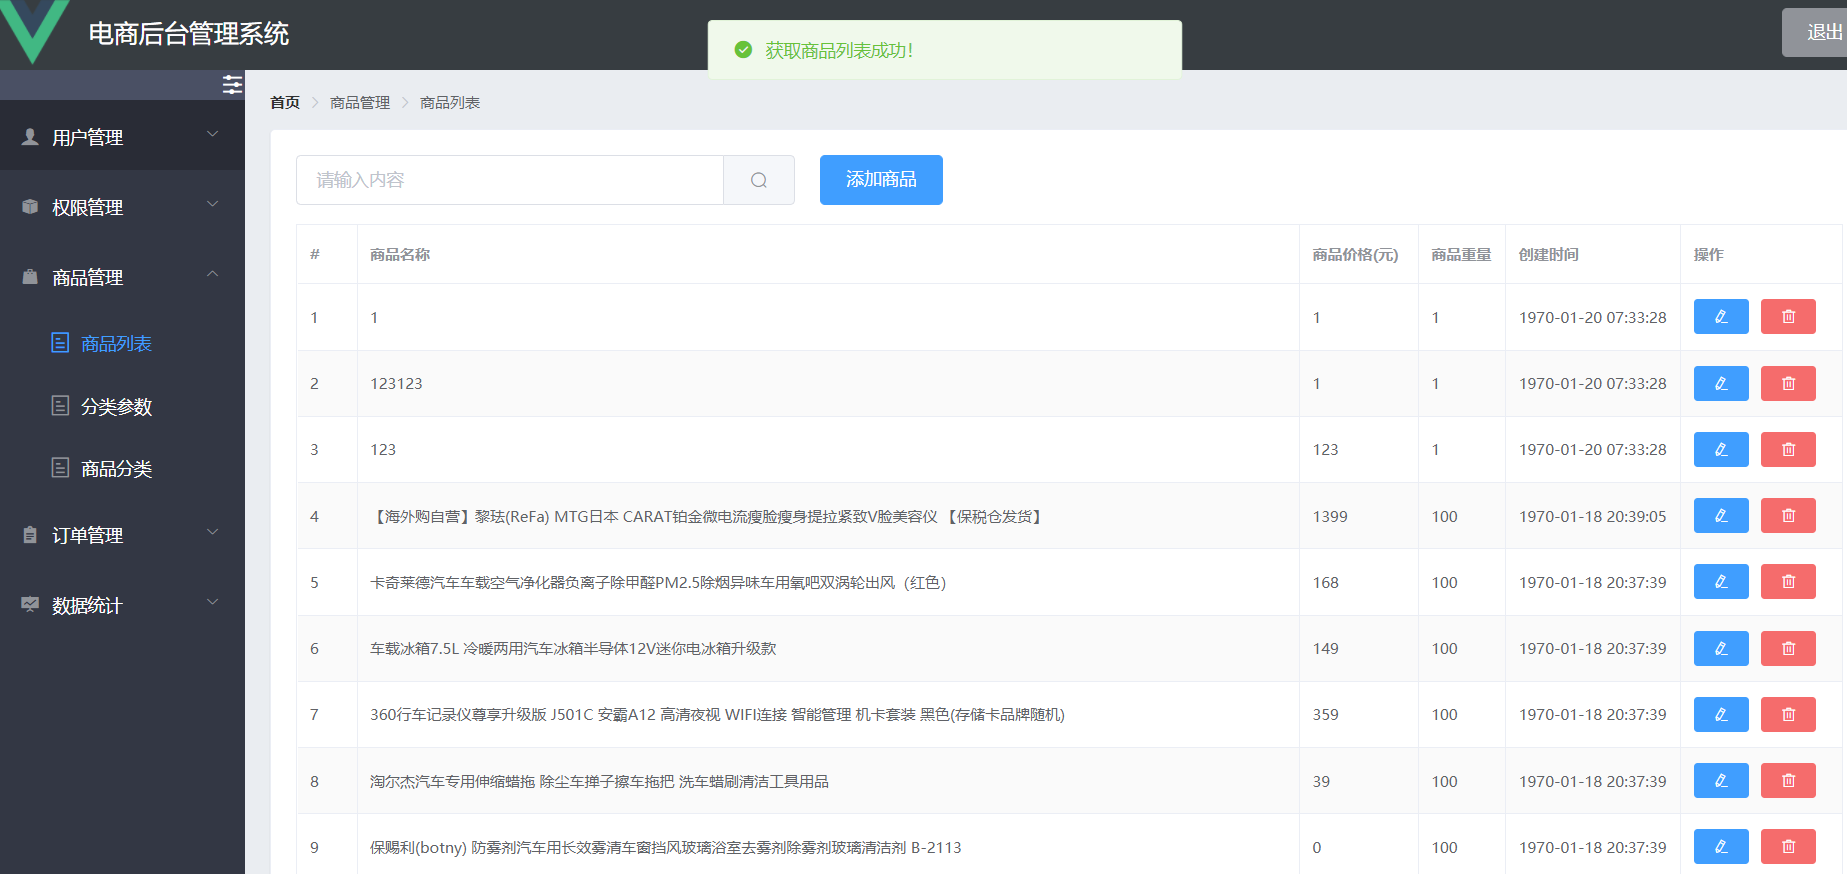 电商后台管理系统
获取商品列表成功!
退出
首页 > 商品管理 > 商品列表
用户管理
权限管理
商品管理
商品列表
分类参数
商品分类
订单管理
数据统计
请输入内容
添加商品
# 商品名称 商品价格(元) 商品重量 创建时间 操作
1 1 1 1 1970-01-20 07:33:28
2 123123 1 1 1970-01-20 07:33:28
3 123 123 1 1970-01-20 07:33:28
4 【海外购自营】黎珐(ReFa) MTG日本 CARAT铂金微电流瘦脸瘦身提拉紧致V脸美容仪 【保税仓发货】 1399 100 1970-01-18 20:39:05
5 卡奇莱德汽车车载空气净化器负离子除甲醛PM2.5除烟异味车用氧吧双涡轮出风（红色） 168 100 1970-01-18 20:37:39
6 车载冰箱7.5L 冷暖两用汽车冰箱半导体12V迷你电冰箱升级款 149 100 1970-01-18 20:37:39
7 360行车记录仪尊享升级版 J501C 安霸A12 高清夜视 WIFI连接 智能管理 机卡套装 黑色(存储卡品牌随机) 359 100 1970-01-18 20:37:39
8 淘尔杰汽车专用伸缩蜡拖 除尘车掸子擦车拖把 洗车蜡刷清洁工具用品 39 100 1970-01-18 20:37:39
9 保赐利(botny) 防雾剂汽车用长效雾清车窗挡风玻璃浴室去雾剂除雾剂玻璃清洁剂 B-2113 0 100 1970-01-18 20:37:39